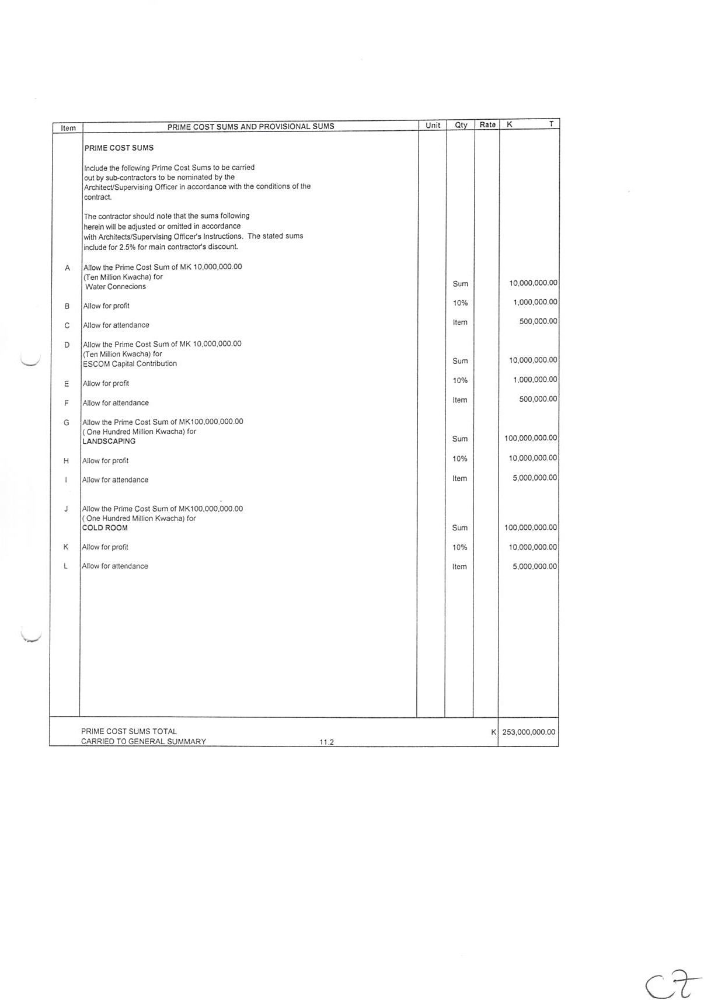 Item PRIME COST SUMS AND PROVISIONAL SUMS Unit Qty Rate K T
PRIME COST SUMS
Include the following Prime Cost Sums to be carried
out by sub-contractors to be nominated by the
Architect/Supervising Officer in accordance with the conditions of the
contract.
The contractor should note that the sums following
herein will be adjusted or omitted in accordance
with Architects/Supervising Officer's Instructions. The stated sums
include for 2.5% for main contractor's discount.
A Allow the Prime Cost Sum of MK 10,000,000.00
(Ten Million Kwacha) for
Water Connecions Sum 10,000,000.00
B Allow for profit 10% 1,000,000.00
C Allow for attendance Item 500,000.00
D Allow the Prime Cost Sum of MK 10,000,000.00
(Ten Million Kwacha) for
ESCOM Capital Contribution Sum 10,000,000.00
E Allow for profit 10% 1,000,000.00
F Allow for attendance Item 500,000.00
G Allow the Prime Cost Sum of MK100,000,000.00
( One Hundred Million Kwacha) for
LANDSCAPING Sum 100,000,000.00
H Allow for profit 10% 10,000,000.00
I Allow for attendance Item 5,000,000.00
J Allow the Prime Cost Sum of MK100,000,000.00
( One Hundred Million Kwacha) for
COLD ROOM Sum 100,000,000.00
K Allow for profit 10% 10,000,000.00
L Allow for attendance Item 5,000,000.00
PRIME COST SUMS TOTAL K 253,000,000.00
CARRIED TO GENERAL SUMMARY 11.2